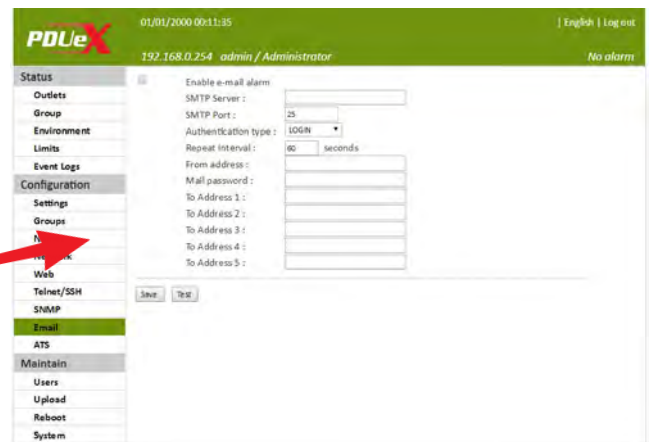 PDUeX
01/01/2000 00:11:35
| English | Log out
192.168.0.254 admin / Administrator
No alarm
Status
Outlets
Group
Environment
Limits
Event Logs
Configuration
Settings
Groups
Web
Telnet/SSH
SNMP
Email
ATS
Maintain
Users
Upload
Reboot
System
Enable e-mail alarm
SMTP Server :
SMTP Port : 25
Authentication type : LOGIN
Repeat Interval : 60 seconds
From address :
Mail password :
To Address 1 :
To Address 2 :
To Address 3 :
To Address 4 :
To Address 5 :
Save Test